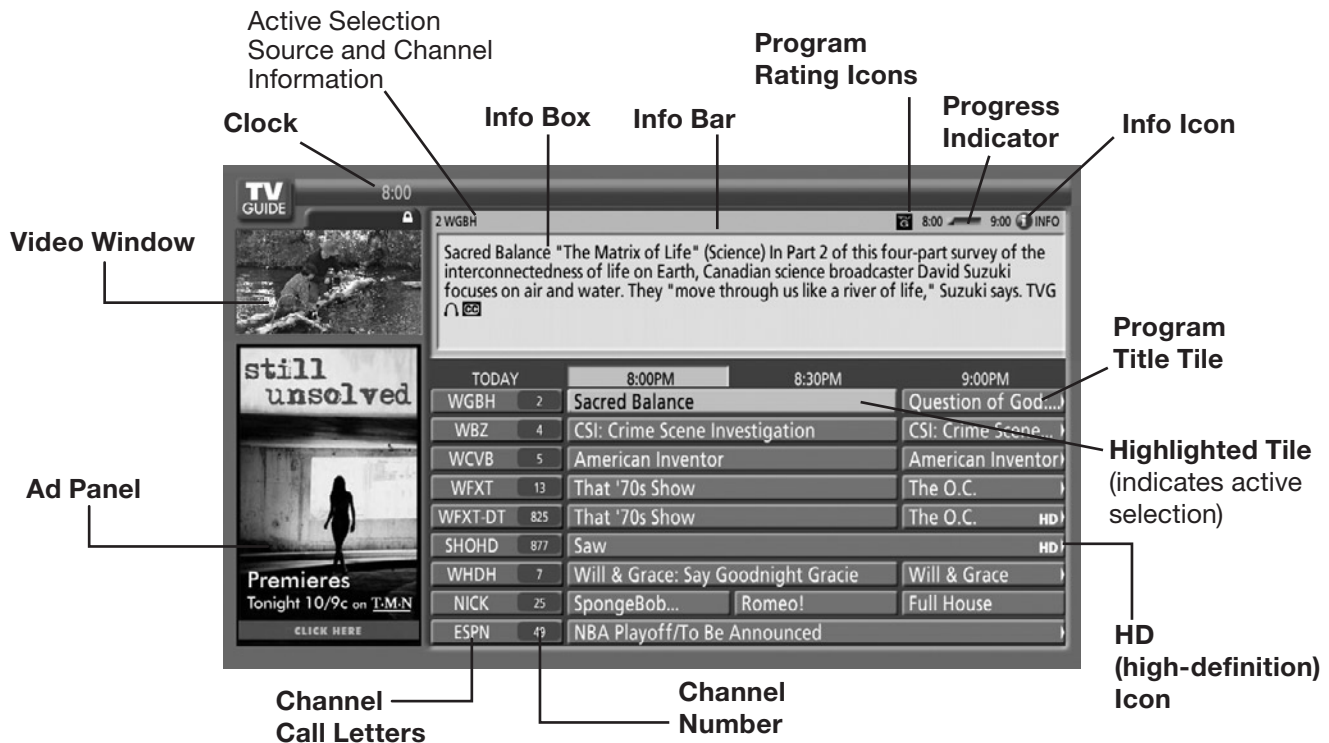 Active Selection
Source and Channel
Information
Program
Rating Icons
Clock
Info Box
Info Bar
Progress
Indicator
Info Icon
TV
GUIDE
8:00
2 WGBH
G 8:00 9:00 i INFO
Video Window
Sacred Balance "The Matrix of Life" (Science) In Part 2 of this four-part survey of the
interconnectedness of life on Earth, Canadian science broadcaster David Suzuki
focuses on air and water. They "move through us like a river of life," Suzuki says. TVG
CC
Program
Title Tile
still
unsolved
TODAY 8:00PM 8:30PM 9:00PM
WGBH 2 Sacred Balance Question of God....
WBZ 4 CSI: Crime Scene Investigation CSI: Crime Scene...
WCVB 5 American Inventor American Inventor
WFXT 13 That '70s Show The O.C.
WFXT-DT 825 That '70s Show The O.C. HD
SHOHD 877 Saw HD
WHDH 7 Will & Grace: Say Goodnight Gracie Will & Grace
NICK 25 SpongeBob... Romeo! Full House
ESPN 49 NBA Playoff/To Be Announced
Highlighted Tile
(indicates active
selection)
Ad Panel
Premieres
Tonight 10/9c on T·M·N
CLICK HERE
HD
(high-definition)
Icon
Channel
Call Letters
Channel
Number